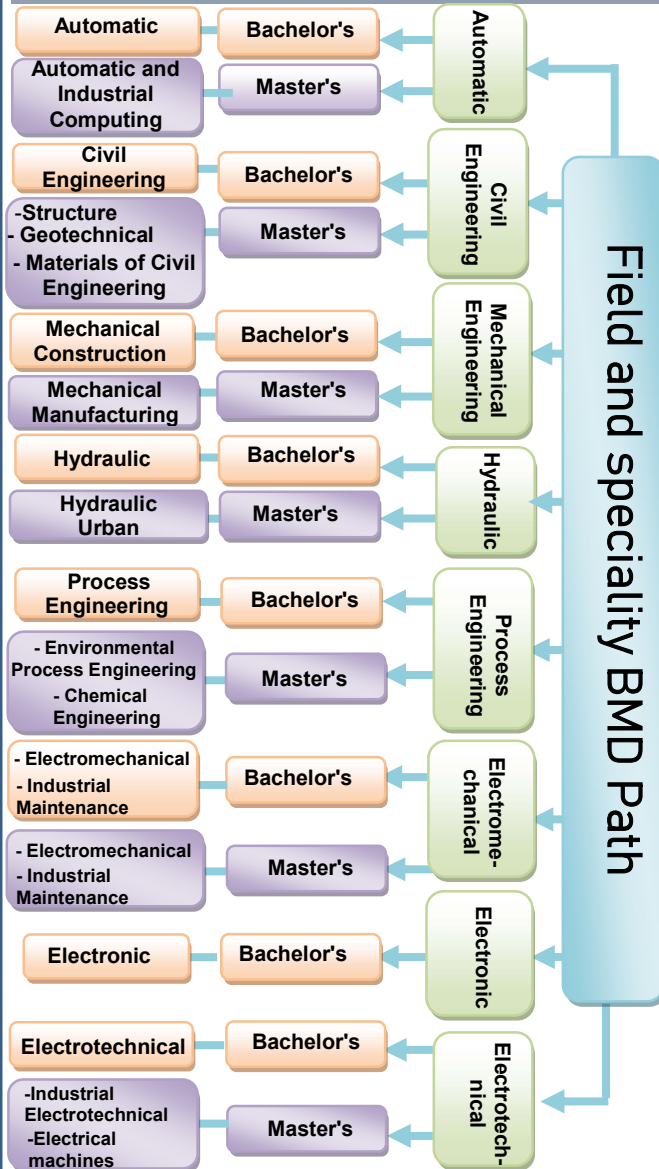 Field and speciality BMD Path
Automatic
Bachelor's
Automatic
Master's
Automatic and
Industrial
Computing
Civil
Engineering
Bachelor's
Civil
Engineering
Master's
-Structure
- Geotechnical
- Materials of Civil
Engineering
Mechanical
Engineering
Bachelor's
Mechanical
Construction
Master's
Mechanical
Manufacturing
Hydraulic
Bachelor's
Hydraulic
Master's
Hydraulic
Urban
Process
Engineering
Bachelor's
Process
Engineering
Master's
- Environmental
Process Engineering
- Chemical
Engineering
Electrome-
chanical
Bachelor's
- Electromechanical
- Industrial
Maintenance
Master's
- Electromechanical
- Industrial
Maintenance
Electronic
Bachelor's
Electronic
Electrotech-
nical
Bachelor's
Electrotechnical
Master's
-Industrial
Electrotechnical
-Electrical
machines